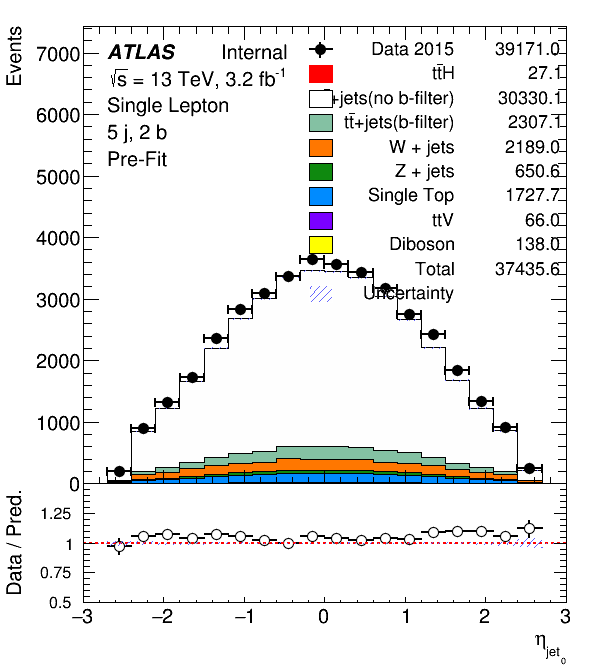 Events
ATLAS Internal
√s = 13 TeV, 3.2 fb⁻¹
Single Lepton
5 j, 2 b
Pre-Fit
Data 2015 39171.0
tt̄H 27.1
+jets(no b-filter) 30330.1
tt̄+jets(b-filter) 2307.1
W + jets 2189.0
Z + jets 650.6
Single Top 1727.7
ttV 66.0
Diboson 138.0
Total 37435.6
Uncertainty
7000
6000
5000
4000
3000
2000
1000
0
Data / Pred.
1.25
1
0.75
0.5
−3 −2 −1 0 1 2 3
η jet 0